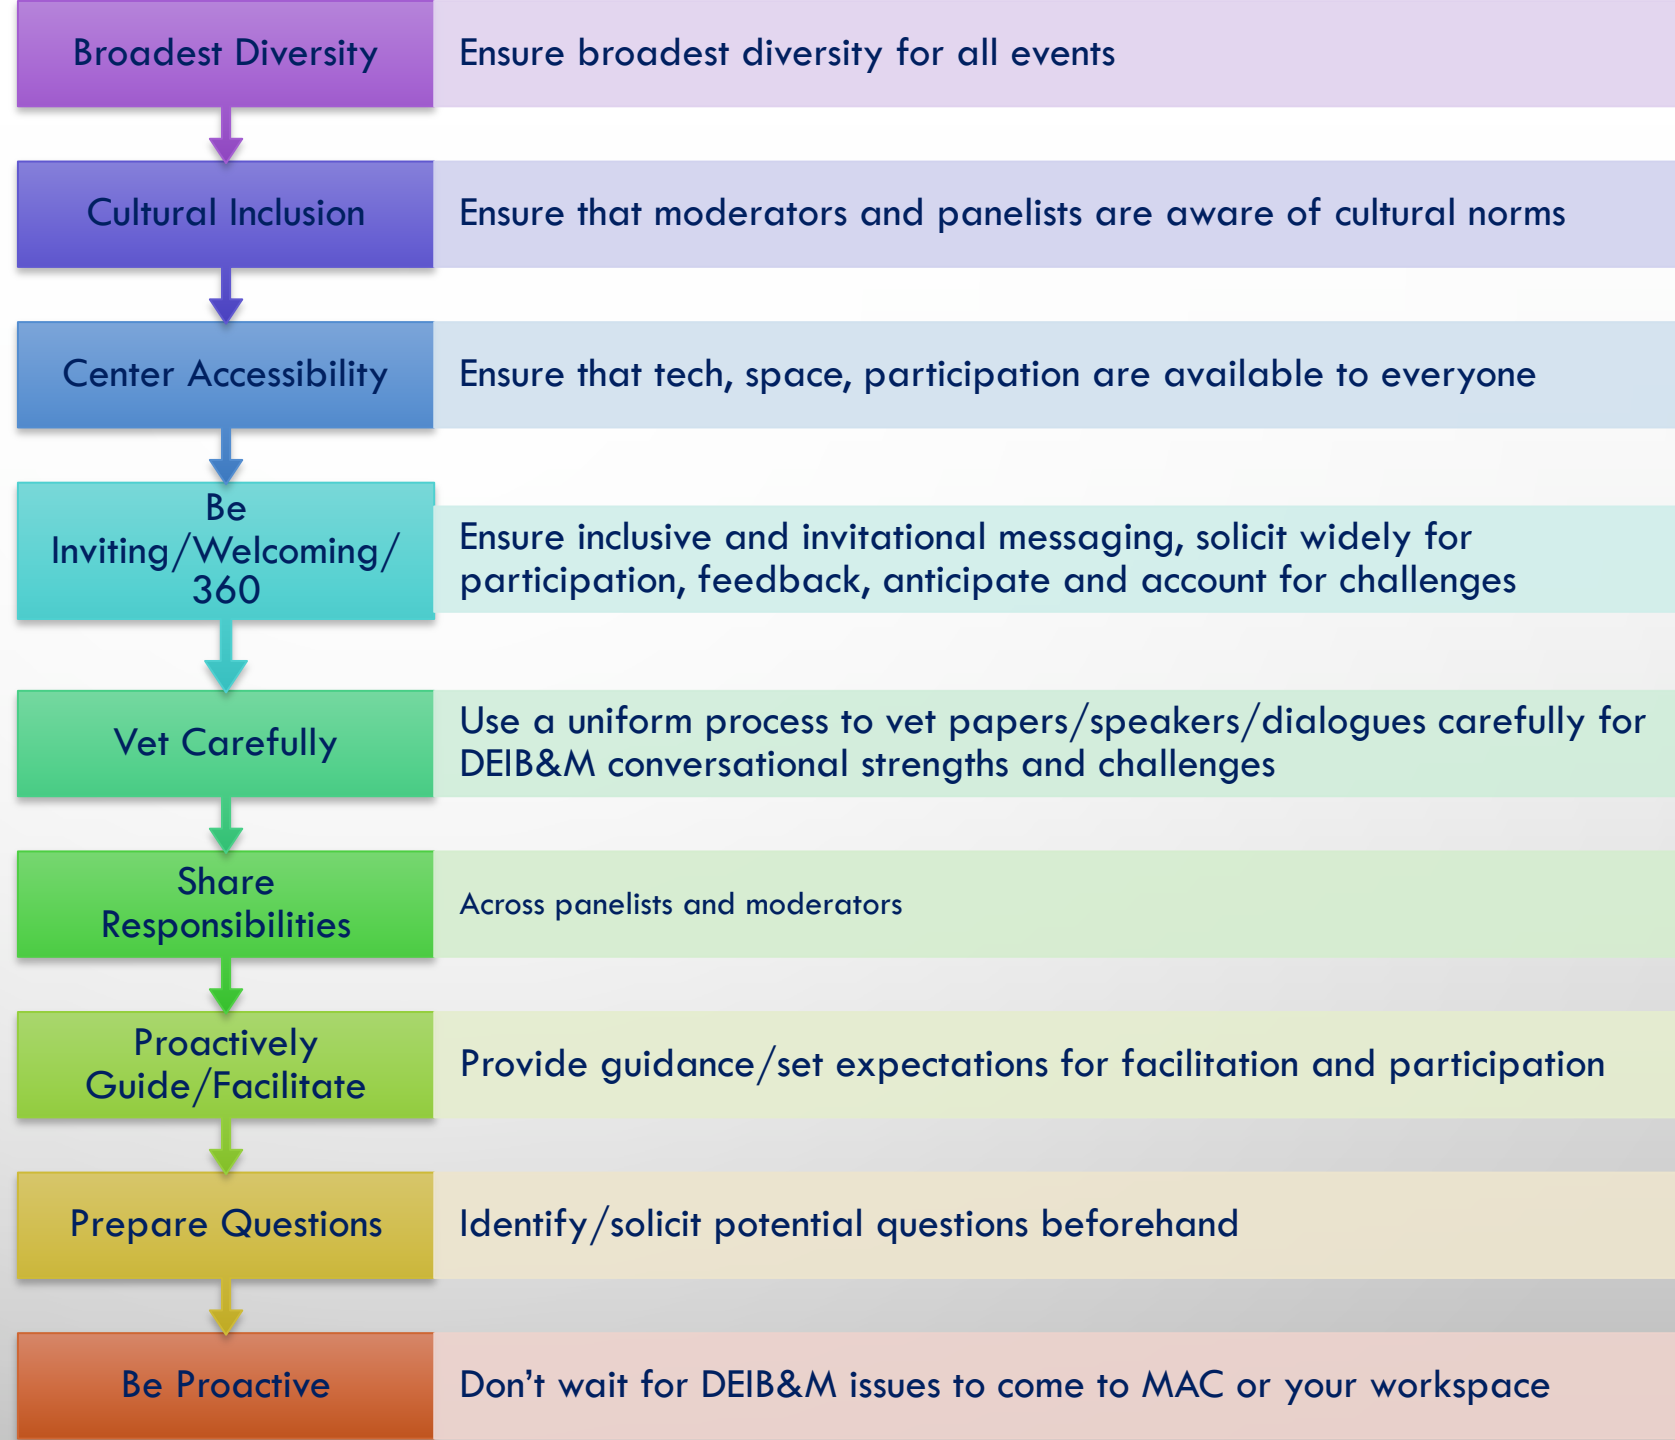 Broadest Diversity
Ensure broadest diversity for all events
Cultural Inclusion
Ensure that moderators and panelists are aware of cultural norms
Center Accessibility
Ensure that tech, space, participation are available to everyone
Be
Inviting/Welcoming/
360
Ensure inclusive and invitational messaging, solicit widely for
participation, feedback, anticipate and account for challenges
Vet Carefully
Use a uniform process to vet papers/speakers/dialogues carefully for
DEIB&M conversational strengths and challenges
Share
Responsibilities
Across panelists and moderators
Proactively
Guide/Facilitate
Provide guidance/set expectations for facilitation and participation
Prepare Questions
Identify/solicit potential questions beforehand
Be Proactive
Don’t wait for DEIB&M issues to come to MAC or your workspace